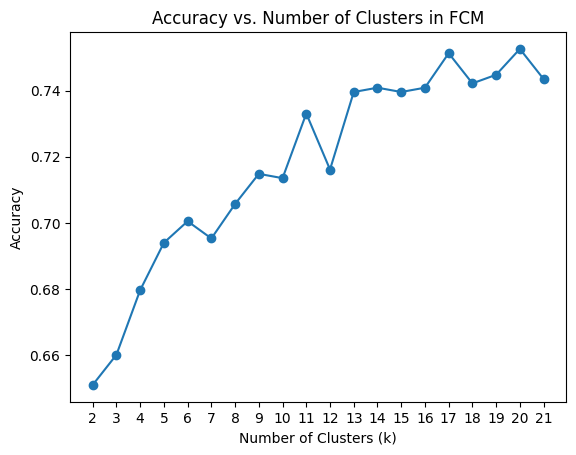 Accuracy vs. Number of Clusters in FCM
Accuracy
0.74
0.72
0.70
0.68
0.66
2 3 4 5 6 7 8 9 10 11 12 13 14 15 16 17 18 19 20 21
Number of Clusters (k)